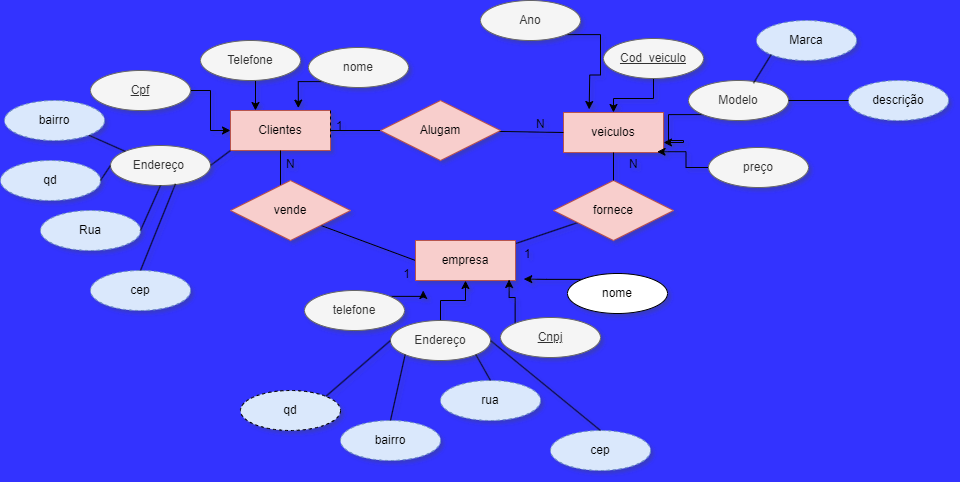 Ano
Marca
Telefone
nome
Cod_veiculo
Cpf
Modelo
descrição
bairro
Clientes
1
Alugam
N
veiculos
Endereço
N
N
preço
qd
vende
fornece
Rua
1
empresa
1
cep
nome
telefone
Endereço
Cnpj
qd
rua
bairro
cep